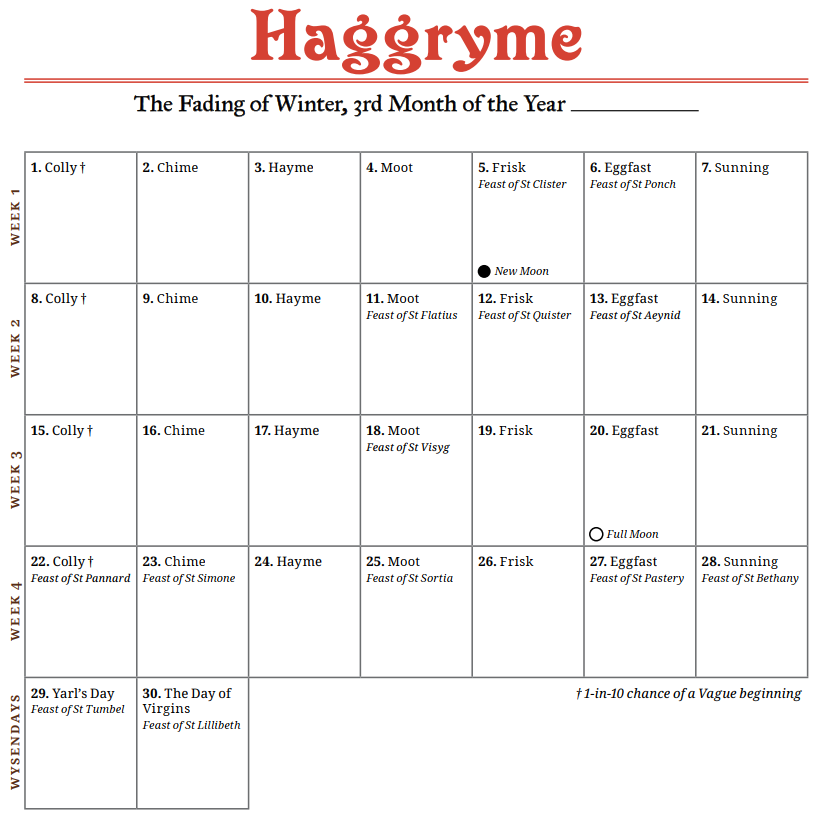 Haggryme
The Fading of Winter, 3rd Month of the Year
WEEK 1
1. Colly †
2. Chime
3. Hayme
4. Moot
5. Frisk
Feast of St Clister
New Moon
6. Eggfast
Feast of St Ponch
7. Sunning
WEEK 2
8. Colly †
9. Chime
10. Hayme
11. Moot
Feast of St Flatius
12. Frisk
Feast of St Quister
13. Eggfast
Feast of St Aeynid
14. Sunning
WEEK 3
15. Colly †
16. Chime
17. Hayme
18. Moot
Feast of St Visyg
19. Frisk
20. Eggfast
Full Moon
21. Sunning
WEEK 4
22. Colly †
Feast of St Pannard
23. Chime
Feast of St Simone
24. Hayme
25. Moot
Feast of St Sortia
26. Frisk
27. Eggfast
Feast of St Pastery
28. Sunning
Feast of St Bethany
WYSENDAYS
29. Yarl's Day
Feast of St Tumbel
30. The Day of
Virgins
Feast of St Lillibeth
† 1-in-10 chance of a Vague beginning